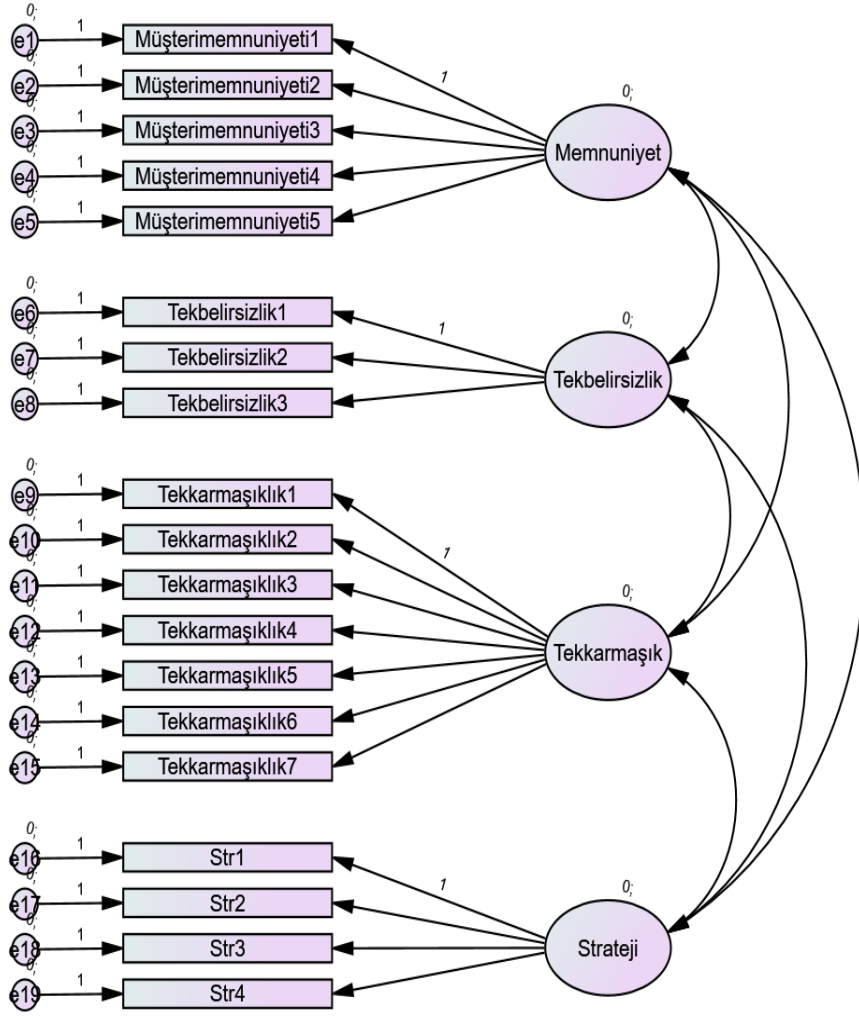 0;
e1 1 Müşterimemnuniyeti1
0;
e2 1 Müşterimemnuniyeti2
0;
e3 1 Müşterimemnuniyeti3
0;
e4 1 Müşterimemnuniyeti4
0;
e5 1 Müşterimemnuniyeti5
1
0;
Memnuniyet
0;
e6 1 Tekbelirsizlik1
0;
e7 1 Tekbelirsizlik2
0;
e8 1 Tekbelirsizlik3
1
0;
Tekbelirsizlik
0;
e9 1 Tekkarmaşıklık1
0;
e10 1 Tekkarmaşıklık2
0;
e11 1 Tekkarmaşıklık3
0;
e12 1 Tekkarmaşıklık4
0;
e13 1 Tekkarmaşıklık5
0;
e14 1 Tekkarmaşıklık6
0;
e15 1 Tekkarmaşıklık7
1
0;
Tekkarmaşık
0;
e16 1 Str1
0;
e17 1 Str2
0;
e18 1 Str3
0;
e19 1 Str4
1
0;
Strateji